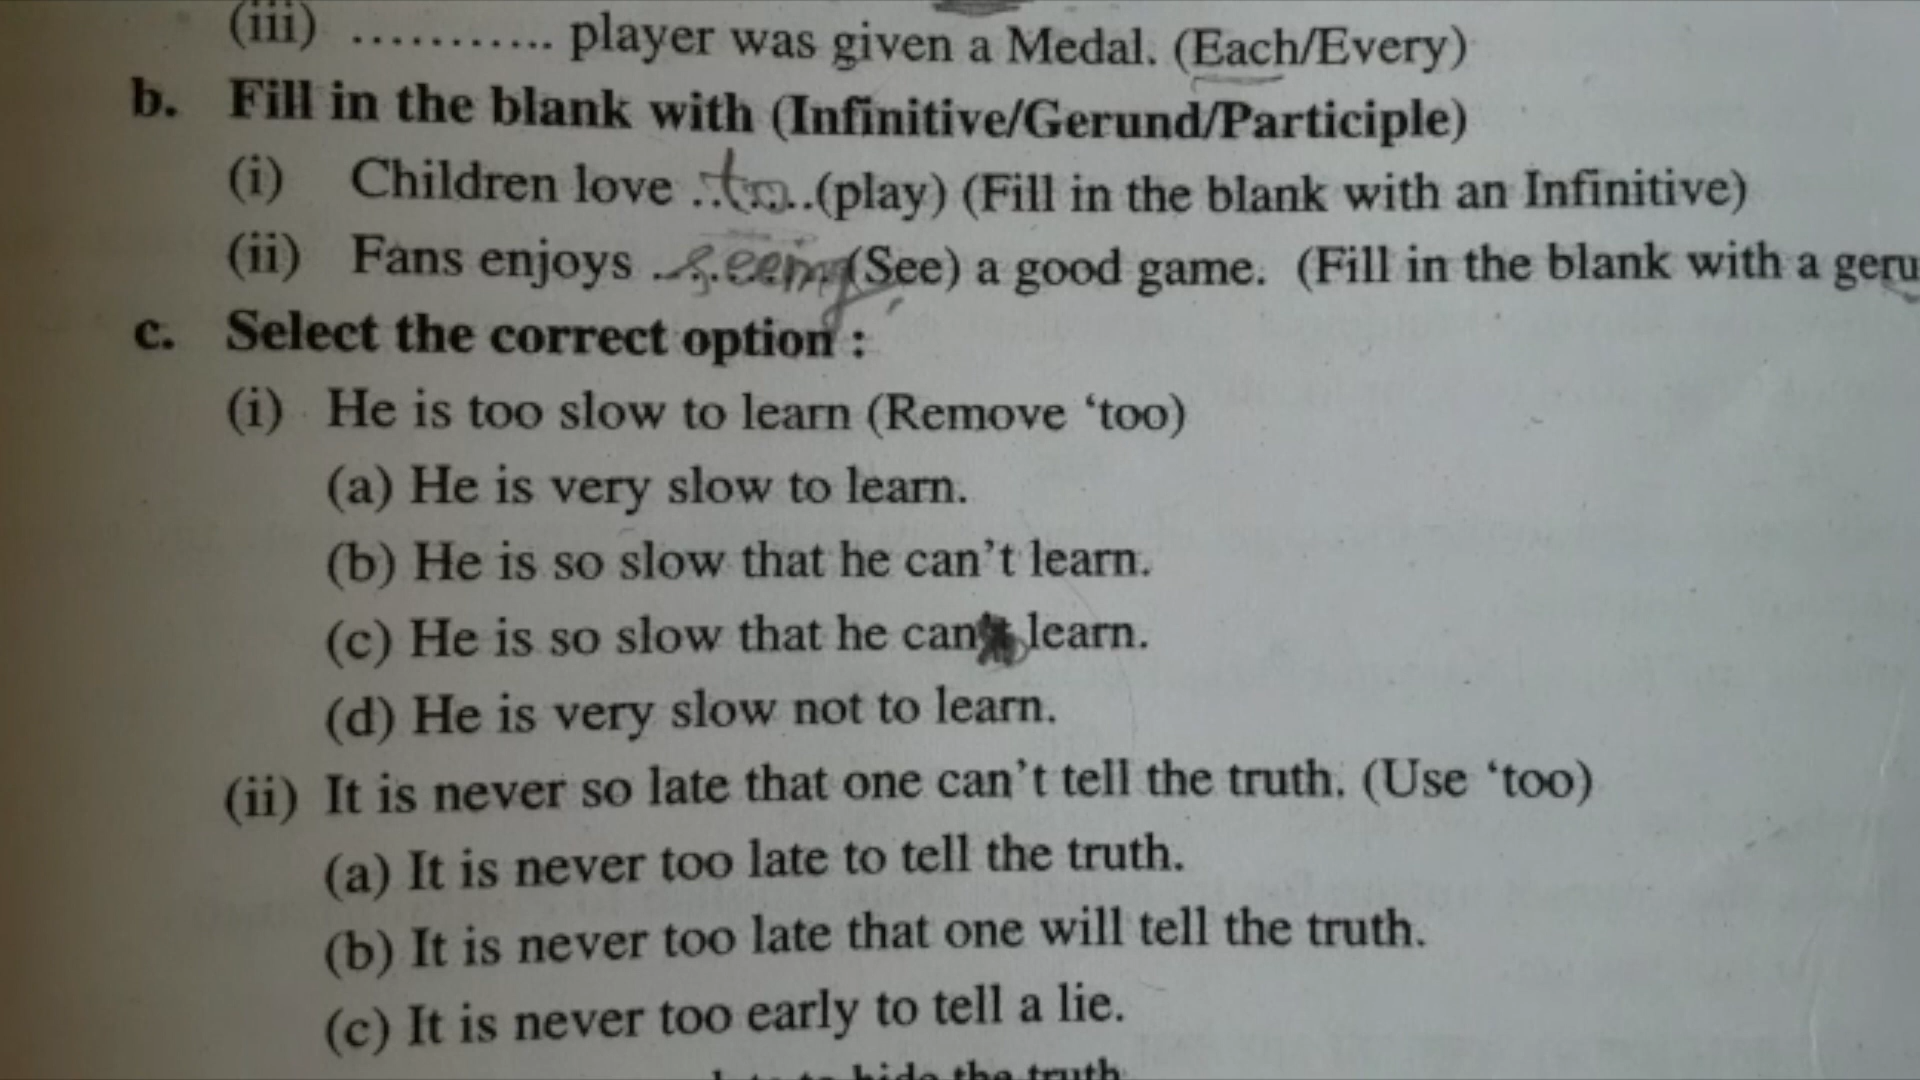 (iii) ........... player was given a Medal. (Each/Every)
b. Fill in the blank with (Infinitive/Gerund/Participle)
(i) Children love ..to..(play) (Fill in the blank with an Infinitive)
(ii) Fans enjoys ..seeing (See) a good game. (Fill in the blank with a geru
c. Select the correct option :
(i) He is too slow to learn (Remove ‘too)
(a) He is very slow to learn.
(b) He is so slow that he can’t learn.
(c) He is so slow that he can learn.
(d) He is very slow not to learn.
(ii) It is never so late that one can’t tell the truth. (Use ‘too)
(a) It is never too late to tell the truth.
(b) It is never too late that one will tell the truth.
(c) It is never too early to tell a lie.
to hide the truth